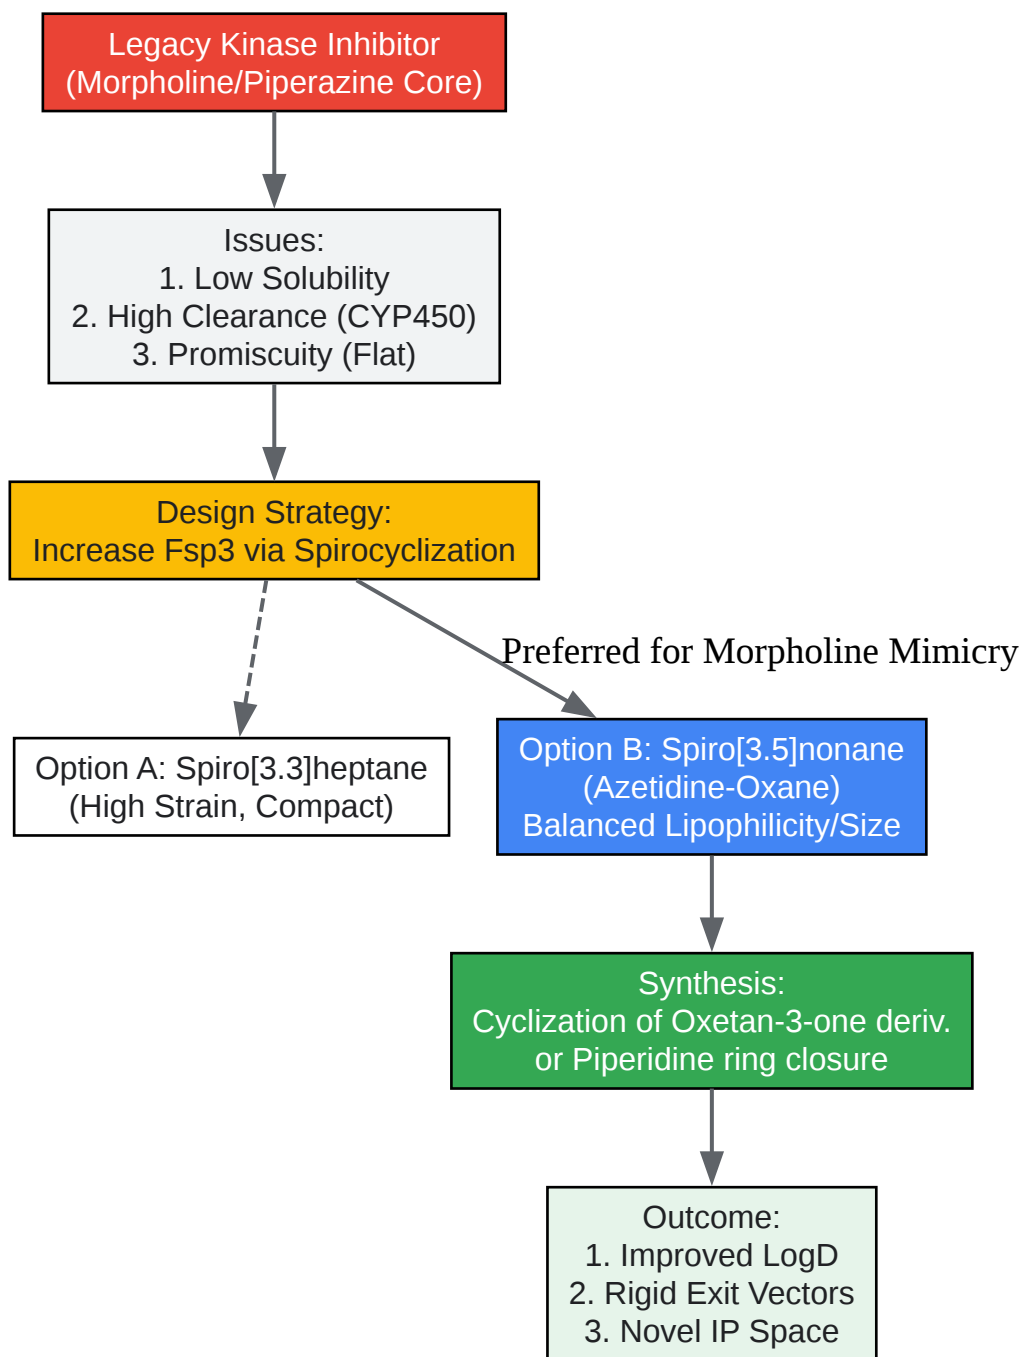 Legacy Kinase Inhibitor
(Morpholine/Piperazine Core)
Issues:
1. Low Solubility
2. High Clearance (CYP450)
3. Promiscuity (Flat)
Design Strategy:
Increase Fsp3 via Spirocyclization
Preferred for Morpholine Mimicry
Option A: Spiro[3.3]heptane
(High Strain, Compact)
Option B: Spiro[3.5]nonane
(Azetidine-Oxane)
Balanced Lipophilicity/Size
Synthesis:
Cyclization of Oxetan-3-one deriv.
or Piperidine ring closure
Outcome:
1. Improved LogD
2. Rigid Exit Vectors
3. Novel IP Space